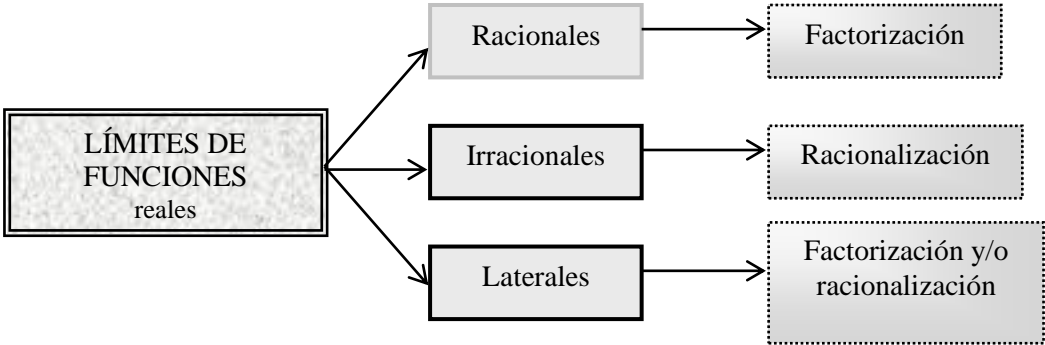 Racionales
Factorización
LÍMITES DE
FUNCIONES
reales
Irracionales
Racionalización
Laterales
Factorización y/o
racionalización